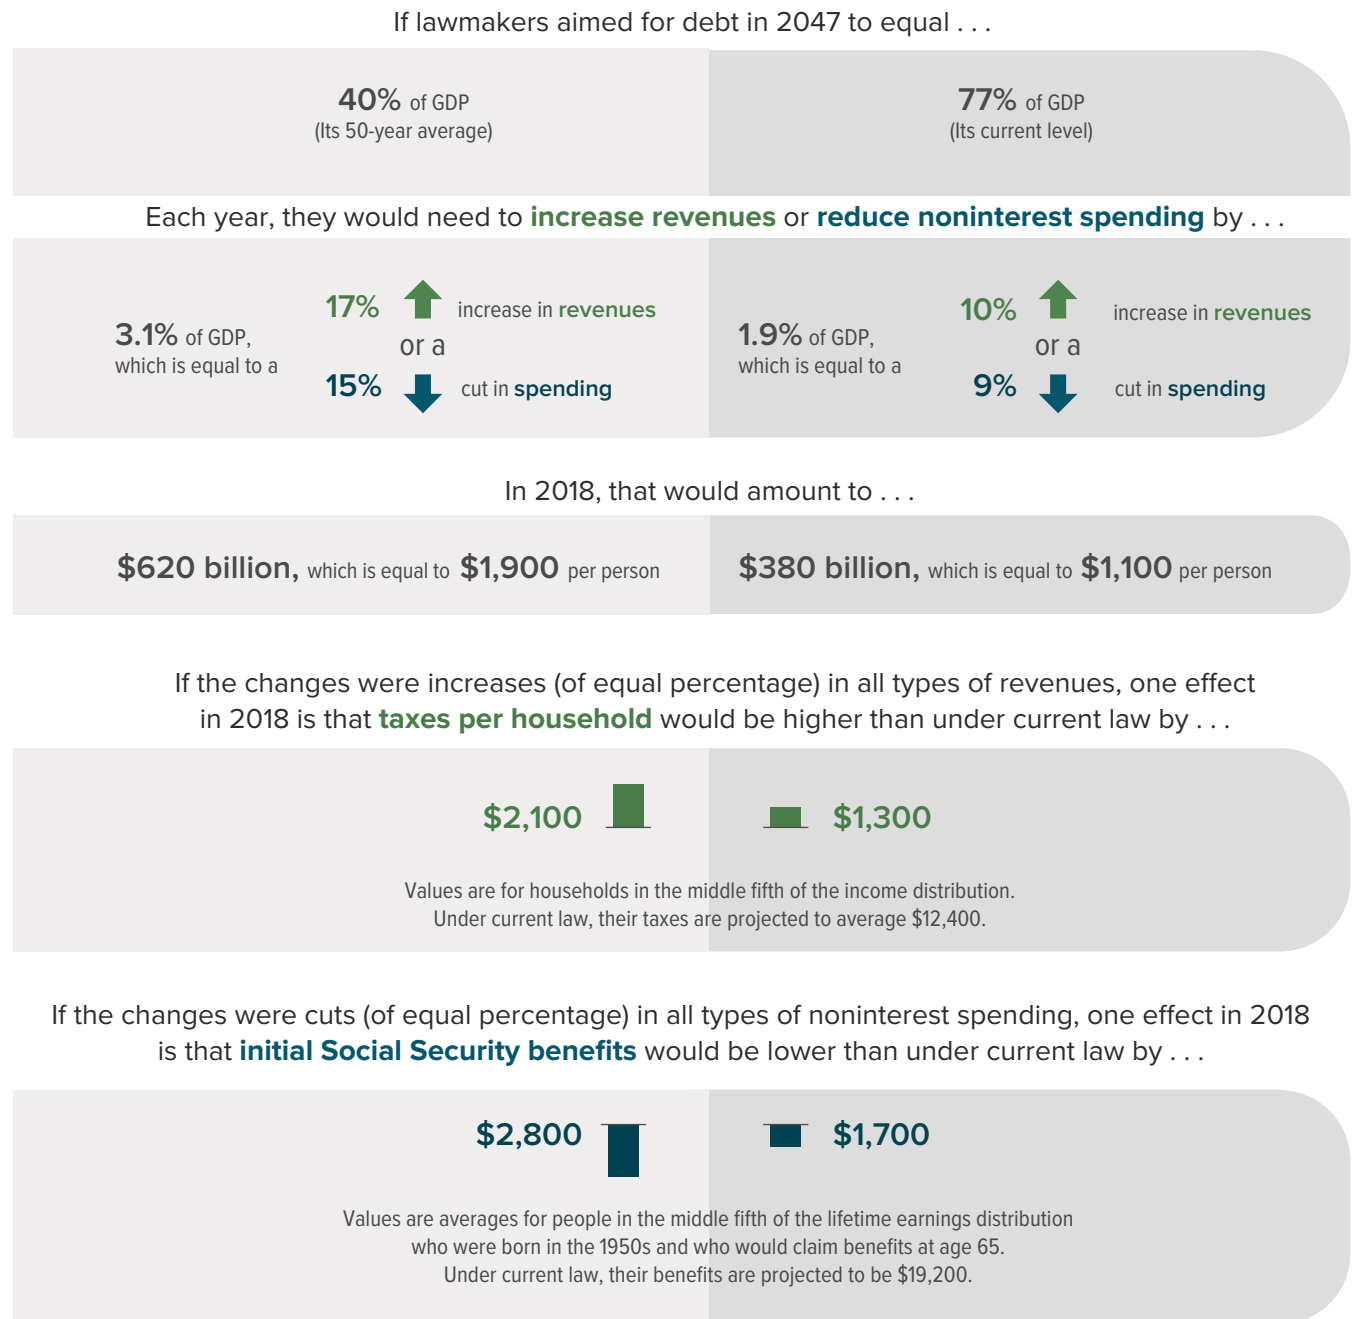 If lawmakers aimed for debt in 2047 to equal . . .
40% of GDP
(Its 50-year average)
77% of GDP
(Its current level)
Each year, they would need to increase revenues or reduce noninterest spending by . . .
3.1% of GDP,
which is equal to a
17% increase in revenues
or a
15% cut in spending
1.9% of GDP,
which is equal to a
10% increase in revenues
or a
9% cut in spending
In 2018, that would amount to . . .
$620 billion, which is equal to $1,900 per person
$380 billion, which is equal to $1,100 per person
If the changes were increases (of equal percentage) in all types of revenues, one effect
in 2018 is that taxes per household would be higher than under current law by . . .
$2,100
$1,300
Values are for households in the middle fifth of the income distribution.
Under current law, their taxes are projected to average $12,400.
If the changes were cuts (of equal percentage) in all types of noninterest spending, one effect in 2018
is that initial Social Security benefits would be lower than under current law by . . .
$2,800
$1,700
Values are averages for people in the middle fifth of the lifetime earnings distribution
who were born in the 1950s and who would claim benefits at age 65.
Under current law, their benefits are projected to be $19,200.